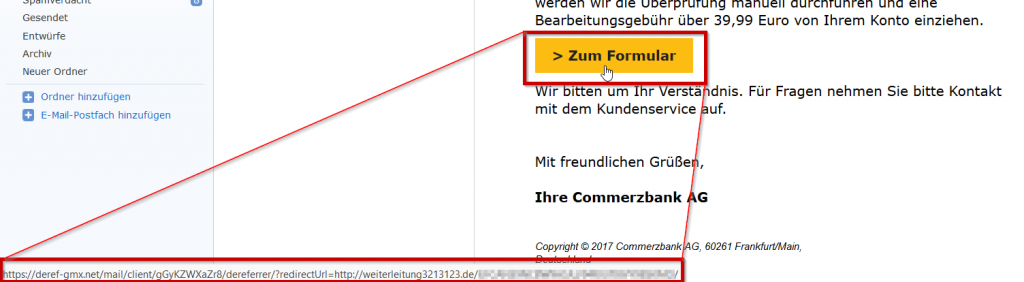 Spamverdacht
Gesendet
Entwürfe
Archiv
Neuer Ordner
Ordner hinzufügen
E-Mail-Postfach hinzufügen
werden wir die Überprüfung manuell durchführen und eine
Bearbeitungsgebühr über 39,99 Euro von Ihrem Konto einziehen.
> Zum Formular
Wir bitten um Ihr Verständnis. Für Fragen nehmen Sie bitte Kontakt
mit dem Kundenservice auf.
Mit freundlichen Grüßen,
Ihre Commerzbank AG
Copyright © 2017 Commerzbank AG, 60261 Frankfurt/Main,
Deutschland
https://deref-gmx.net/mail/client/gGyKZWXaZr8/dereferrer/?redirectUrl=http://weiterleitung3213123.de/